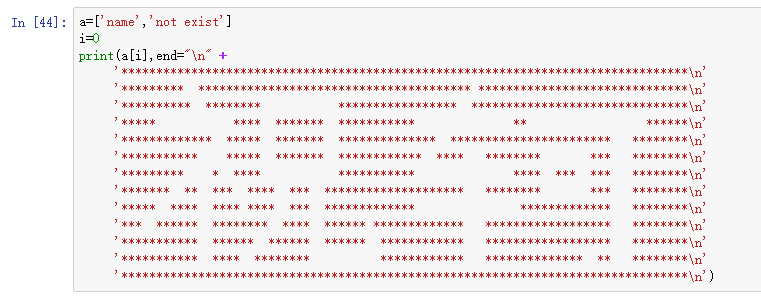 In [44]: a=['name','not exist']
i=0
print(a[i],end="\n" +
'*********************************************************************************\n'
'*********  *************************************** ******************************\n'
'**********  ********           *****************  *******************************\n'
'*****           ****  *******  ***********              **                 ******\n'
'*************  *****  *******  **************  ***********************   ********\n'
'***********    *****  *******  ************  ****   ********       ***   ********\n'
'*********    *  ****           ***********              ****  ***  ***   ********\n'
'*******  **  ***  ****  ***  ********************   ********       ***   ********\n'
'*****  ****  **** ****  ***  *************               *************   ********\n'
'***  ******  ********  ****  ****** *************   ******************   ********\n'
'***********  ******  ******  ******  ************   ******************   ********\n'
'***********  ****  ********          ************   **************  **   ********\n'
'*********************************************************************************\n')